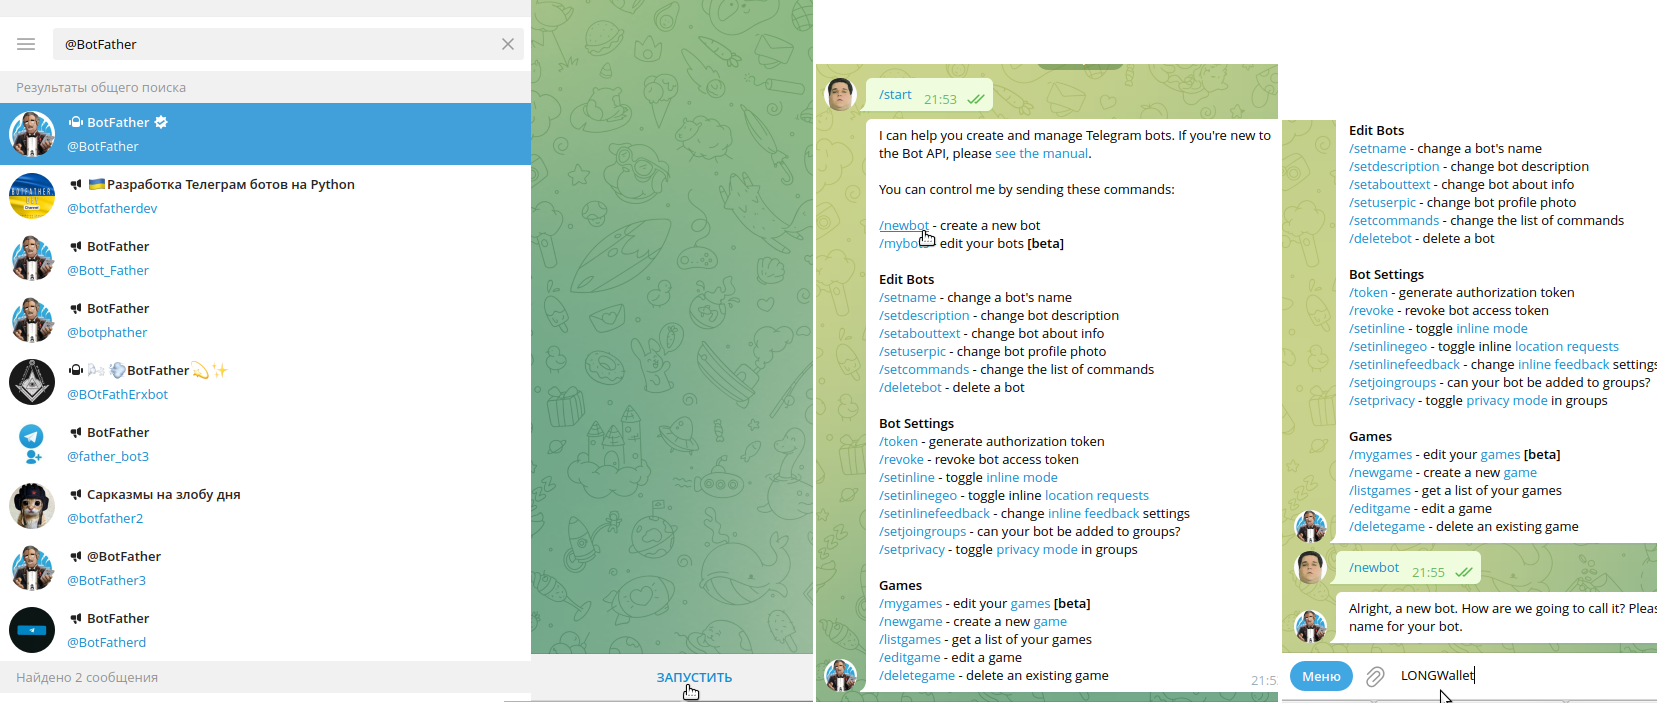 @BotFather
Результаты общего поиска
BotFather
@BotFather
Разработка Телеграм ботов на Python
@botfatherdev
BotFather
@Bott_Father
BotFather
@botphather
BotFather
@BOtFathErxbot
BotFather
@father_bot3
Сарказмы на злобу дня
@botfather2
@BotFather
@BotFather3
BotFather
@BotFatherd
Найдено 2 сообщения
ЗАПУСТИТЬ
/start 21:53
I can help you create and manage Telegram bots. If you're new to
the Bot API, please see the manual.
You can control me by sending these commands:
/newbot - create a new bot
edit your bots [beta]
Edit Bots
/setname - change a bot's name
/setdescription - change bot description
/setabouttext - change bot about info
/setuserpic - change bot profile photo
/setcommands - change the list of commands
/deletebot - delete a bot
Bot Settings
/token - generate authorization token
/revoke - revoke bot access token
/setinline - toggle inline mode
/setinlinegeo - toggle inline location requests
/setinlinefeedback - change inline feedback settings
/setjoingroups - can your bot be added to groups?
/setprivacy - toggle privacy mode in groups
Games
/mygames - edit your games [beta]
/newgame - create a new game
/listgames - get a list of your games
/editgame - edit a game
/deletegame - delete an existing game
Edit Bots
/setname - change a bot's name
/setdescription - change bot description
/setabouttext - change bot about info
/setuserpic - change bot profile photo
/setcommands - change the list of commands
/deletebot - delete a bot
Bot Settings
/token - generate authorization token
/revoke - revoke bot access token
/setinline - toggle inline mode
/setinlinegeo - toggle inline location requests
/setinlinefeedback - change inline feedback settings
/setjoingroups - can your bot be added to groups?
/setprivacy - toggle privacy mode in groups
Games
/mygames - edit your games [beta]
/newgame - create a new game
/listgames - get a list of your games
/editgame - edit a game
/deletegame - delete an existing game
/newbot 21:55
Alright, a new bot. How are we going to call it?
name for your bot.
Меню LONGWallet